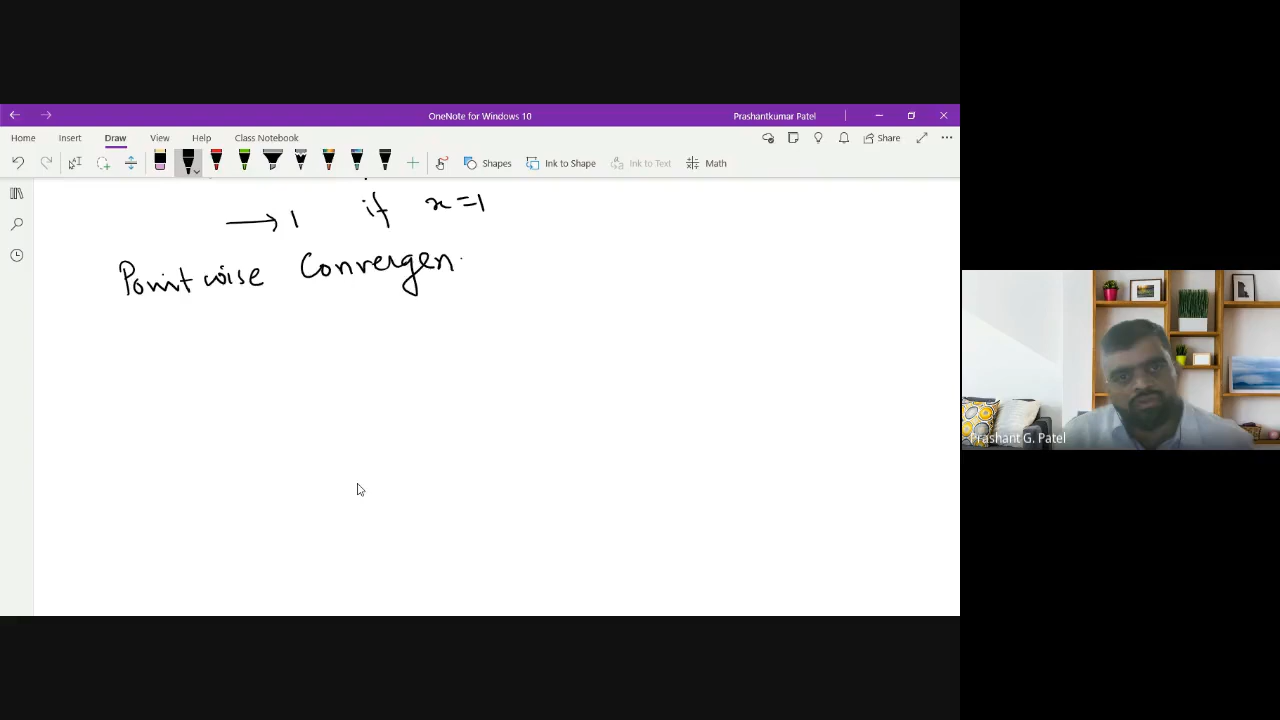 OneNote for Windows 10
Prashantkumar Patel
Home Insert Draw View Help Class Notebook
Share
Shapes Ink to Shape Ink to Text Math
→ 1 if x = 1
Pointwise Convergen
Prashant G. Patel